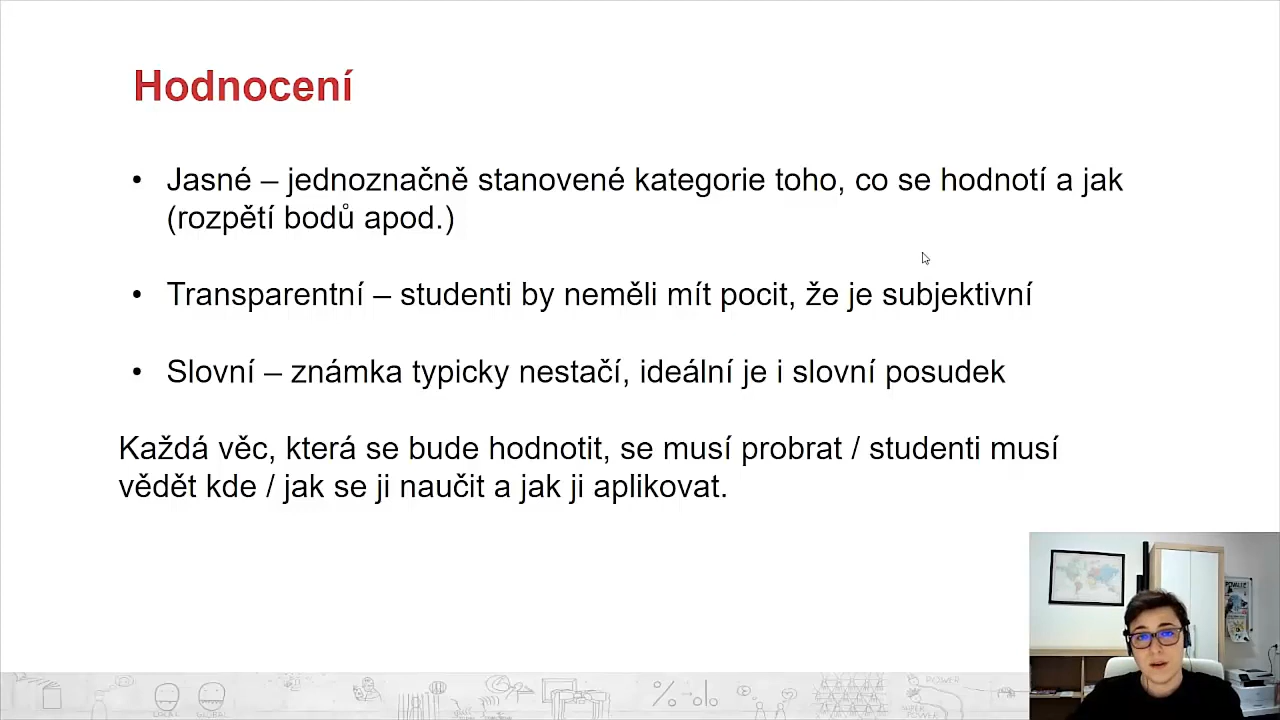 Hodnocení
• Jasné – jednoznačně stanovené kategorie toho, co se hodnotí a jak
(rozpětí bodů apod.)
• Transparentní – studenti by neměli mít pocit, že je subjektivní
• Slovní – známka typicky nestačí, ideální je i slovní posudek
Každá věc, která se bude hodnotit, se musí probrat / studenti musí
vědět kde / jak se ji naučit a jak ji aplikovat.
LOCAL GLOBAL